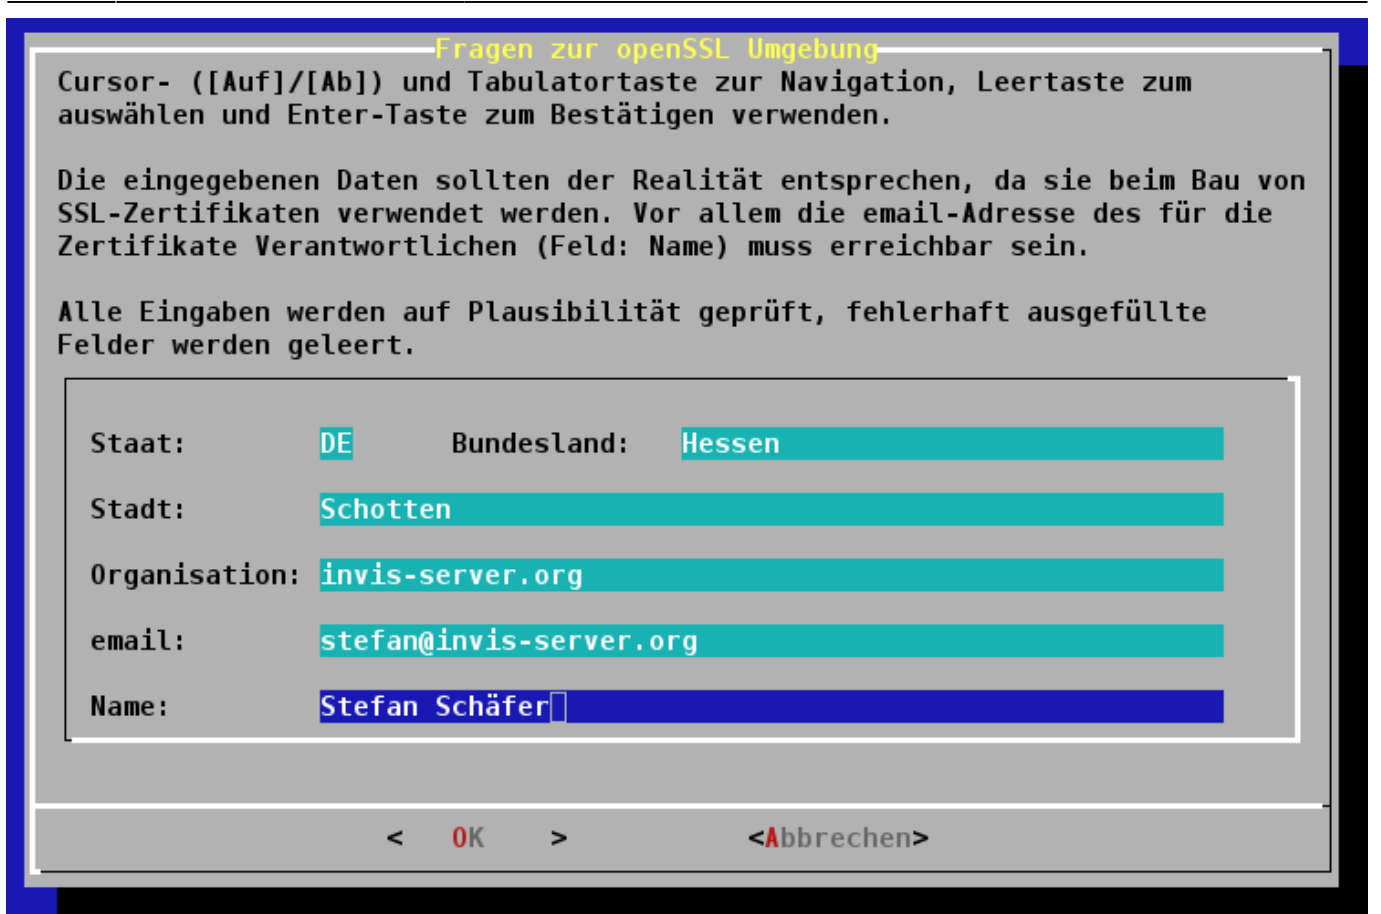 Fragen zur openSSL Umgebung
Cursor- ([Auf]/[Ab]) und Tabulatortaste zur Navigation, Leertaste zum
auswählen und Enter-Taste zum Bestätigen verwenden.
Die eingegebenen Daten sollten der Realität entsprechen, da sie beim Bau von
SSL-Zertifikaten verwendet werden. Vor allem die email-Adresse des für die
Zertifikate Verantwortlichen (Feld: Name) muss erreichbar sein.
Alle Eingaben werden auf Plausibilität geprüft, fehlerhaft ausgefüllte
Felder werden geleert.
Staat: DE Bundesland: Hessen
Stadt: Schotten
Organisation: invis-server.org
email: stefan@invis-server.org
Name: Stefan Schäfer
< OK > <Abbrechen>